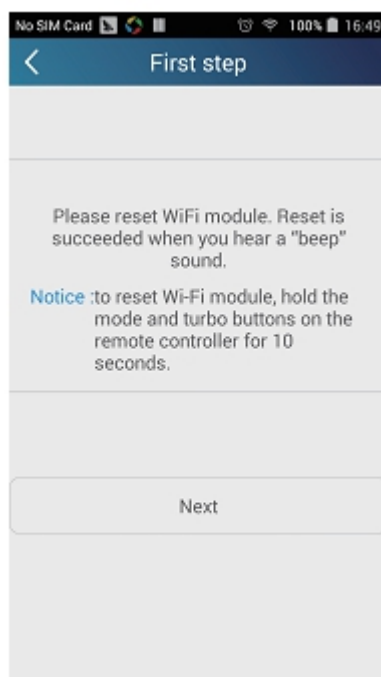 No SIM Card 100% 16:49
First step
Please reset WiFi module. Reset is
succeeded when you hear a "beep"
sound.
Notice :to reset Wi-Fi module, hold the
mode and turbo buttons on the
remote controller for 10
seconds.
Next